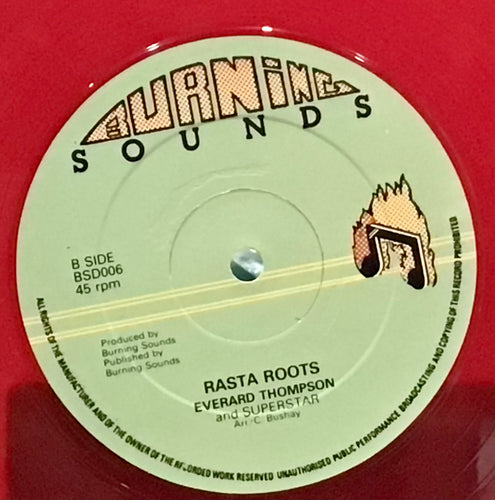 BURNiNG
SOUNDS
B SIDE
BSD006
45 rpm
Produced by
Burning Sounds
Published by
Burning Sounds
RASTA ROOTS
EVERARD THOMPSON
and SUPERSTAR
Arr: C. Bushay
ALL RIGHTS OF THE MANUFACTURER AND OF THE OWNER OF THE RECORDED WORK RESERVED UNAUTHORISED PUBLIC PERFORMANCE BROADCASTING AND COPYING OF THIS RECORD PROHIBITED